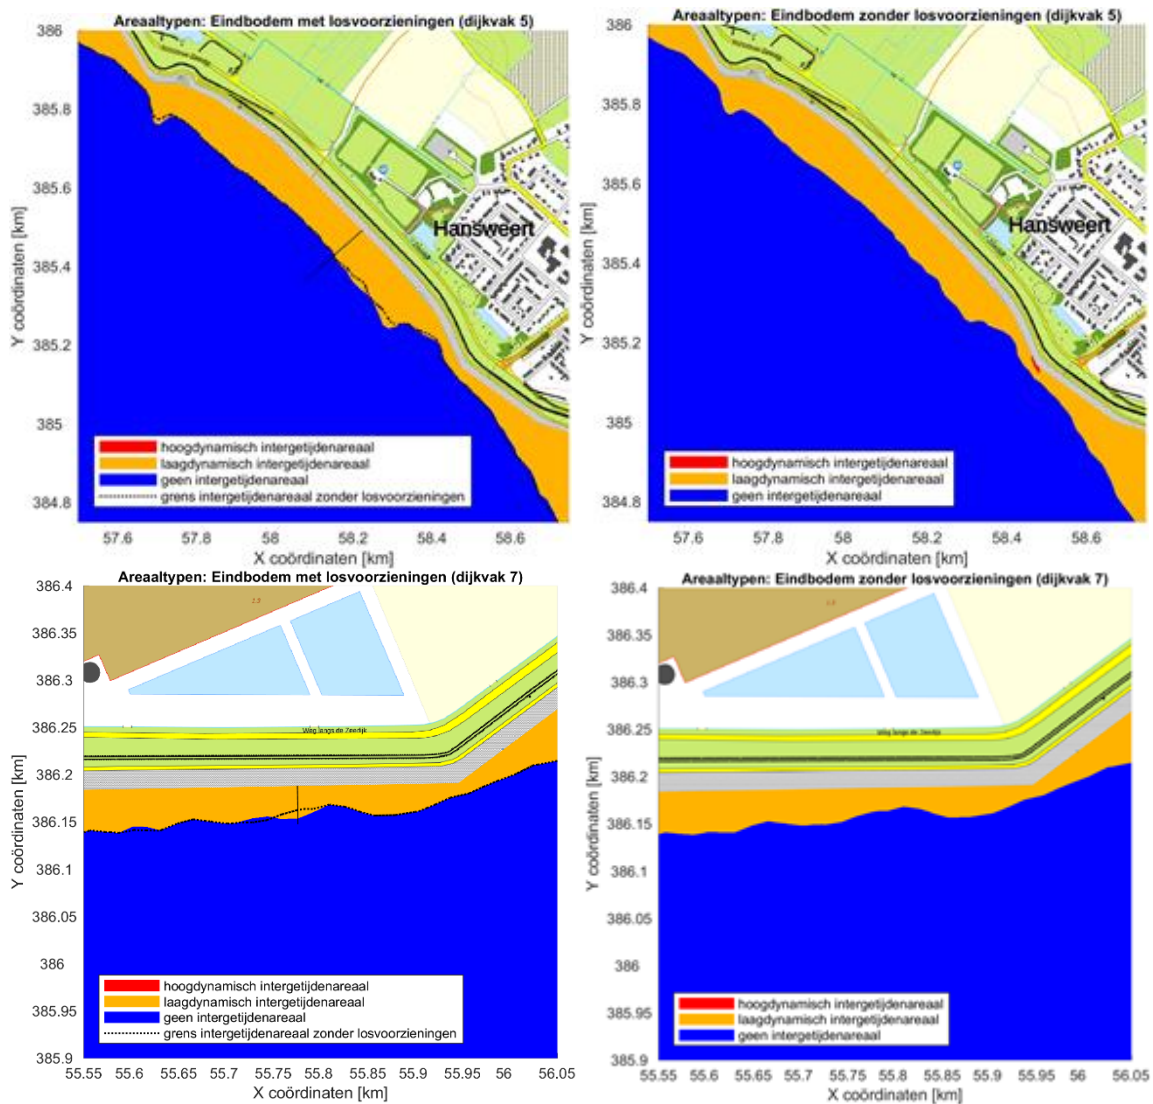 Areaaltypen: Eindbodem met losvoorzieningen (dijkvak 5)
386
385.8
385.6
385.4
385.2
385
384.8
Y coördinaten [km]
Hansweert
hoogdynamisch intergetijdenareaal
laagdynamisch intergetijdenareaal
geen intergetijdenareaal
grens intergetijdenareaal zonder losvoorzieningen
57.6 57.8 58 58.2 58.4 58.6
X coördinaten [km]
Areaaltypen: Eindbodem zonder losvoorzieningen (dijkvak 5)
386
385.8
385.6
385.4
385.2
385
384.8
Y coördinaten [km]
Hansweert
hoogdynamisch intergetijdenareaal
laagdynamisch intergetijdenareaal
geen intergetijdenareaal
57.6 57.8 58 58.2 58.4 58.6
X coördinaten [km]
Areaaltypen: Eindbodem met losvoorzieningen (dijkvak 7)
386.4
386.35
386.3
386.25
386.2
386.15
386.1
386.05
386
385.95
385.9
Y coördinaten [km]
Weg langs de Zeedijk
hoogdynamisch intergetijdenareaal
laagdynamisch intergetijdenareaal
geen intergetijdenareaal
grens intergetijdenareaal zonder losvoorzieningen
55.55 55.6 55.65 55.7 55.75 55.8 55.85 55.9 55.95 56 56.05
X coördinaten [km]
Areaaltypen: Eindbodem zonder losvoorzieningen (dijkvak 7)
386.4
386.35
386.3
386.25
386.2
386.15
386.1
386.05
386
385.95
385.9
Y coördinaten [km]
Weg langs de Zeedijk
hoogdynamisch intergetijdenareaal
laagdynamisch intergetijdenareaal
geen intergetijdenareaal
55.55 55.6 55.65 55.7 55.75 55.8 55.85 55.9 55.95 56 56.05
X coördinaten [km]